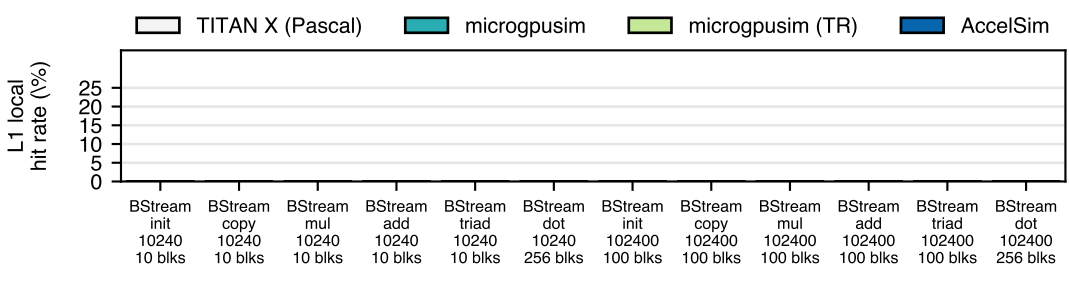 TITAN X (Pascal) microgpusim microgpusim (TR) AccelSim
L1 local
hit rate (\%)
25
20
15
10
5
0
BStream BStream BStream BStream BStream BStream BStream BStream BStream BStream BStream BStream
init copy mul add triad dot init copy mul add triad dot
10240 10240 10240 10240 10240 10240 102400 102400 102400 102400 102400 102400
10 blks 10 blks 10 blks 10 blks 10 blks 256 blks 100 blks 100 blks 100 blks 100 blks 100 blks 256 blks